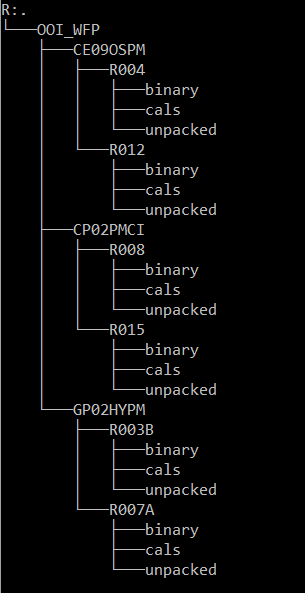 R:.
└───OOI_WFP
    ├───CE09OSPM
    │   ├───R004
    │   │   ├───binary
    │   │   ├───cals
    │   │   └───unpacked
    │   └───R012
    │       ├───binary
    │       ├───cals
    │       └───unpacked
    ├───CP02PMCI
    │   ├───R008
    │   │   ├───binary
    │   │   ├───cals
    │   │   └───unpacked
    │   └───R015
    │       ├───binary
    │       ├───cals
    │       └───unpacked
    └───GP02HYPM
        ├───R003B
        │   ├───binary
        │   ├───cals
        │   └───unpacked
        └───R007A
            ├───binary
            ├───cals
            └───unpacked